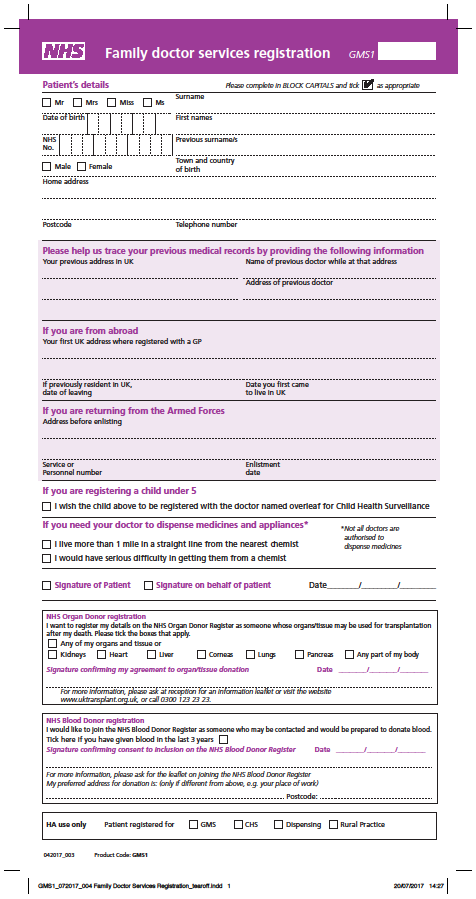 NHS Family doctor services registration GMS1
Patient's details Please complete in BLOCK CAPITALS and tick as appropriate
Mr Mrs Miss Ms Surname
Date of birth First names
NHS No. Previous surname/s
Male Female Town and country of birth
Home address
Postcode Telephone number
Please help us trace your previous medical records by providing the following information
Your previous address in UK Name of previous doctor while at that address
Address of previous doctor
If you are from abroad
Your first UK address where registered with a GP
If previously resident in UK, date of leaving Date you first came to live in UK
If you are returning from the Armed Forces
Address before enlisting
Service or Personnel number Enlistment date
If you are registering a child under 5
I wish the child above to be registered with the doctor named overleaf for Child Health Surveillance
If you need your doctor to dispense medicines and appliances*
*Not all doctors are authorised to dispense medicines
I live more than 1 mile in a straight line from the nearest chemist
I would have serious difficulty in getting them from a chemist
Signature of Patient Signature on behalf of patient Date_______/_______/_______
NHS Organ Donor registration
I want to register my details on the NHS Organ Donor Register as someone whose organs/tissue may be used for transplantation
after my death. Please tick the boxes that apply.
Any of my organs and tissue or
Kidneys Heart Liver Corneas Lungs Pancreas Any part of my body
Signature confirming my agreement to organ/tissue donation Date ______/______/______
For more information, please ask at reception for an information leaflet or visit the website
www.uktransplant.org.uk, or call 0300 123 23 23.
NHS Blood Donor registration
I would like to join the NHS Blood Donor Register as someone who may be contacted and would be prepared to donate blood.
Tick here if you have given blood in the last 3 years
Signature confirming consent to inclusion on the NHS Blood Donor Register Date ______/______/______
For more information, please ask for the leaflet on joining the NHS Blood Donor Register
My preferred address for donation is: (only if different from above, e.g. your place of work)
Postcode:
HA use only Patient registered for GMS CHS Dispensing Rural Practice
042017_003 Product Code: GMS1
GMS1_072017_004 Family Doctor Services Registration_tearoff.indd 1 20/07/2017 14:27